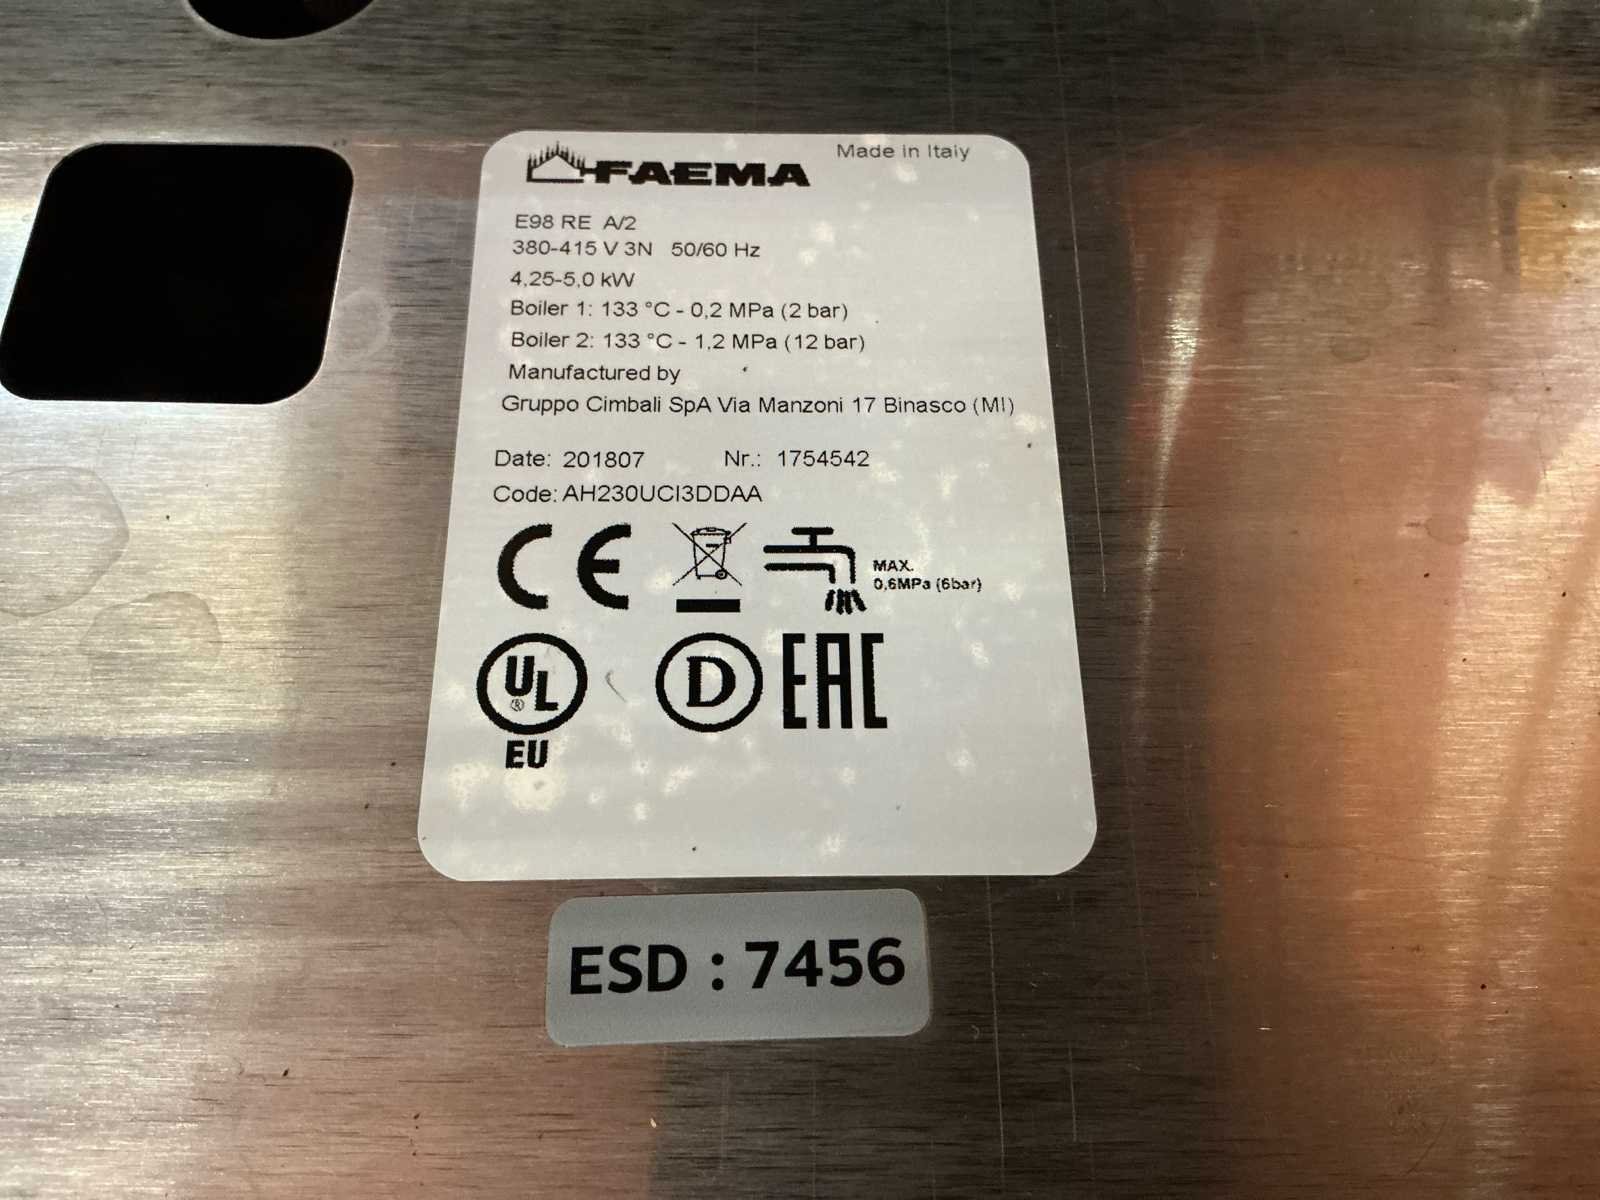 FAEMA
Made in Italy
E98 RE A/2
380-415 V 3N 50/60 Hz
4,25-5,0 kW
Boiler 1: 133 °C - 0,2 MPa (2 bar)
Boiler 2: 133 °C - 1,2 MPa (12 bar)
Manufactured by
Gruppo Cimbali SpA Via Manzoni 17 Binasco (MI)
Date: 201807 Nr.: 1754542
Code: AH230UCI3DDAA
CE
MAX.
0,6MPa (6bar)
UL ® D EAC
EU
ESD : 7456